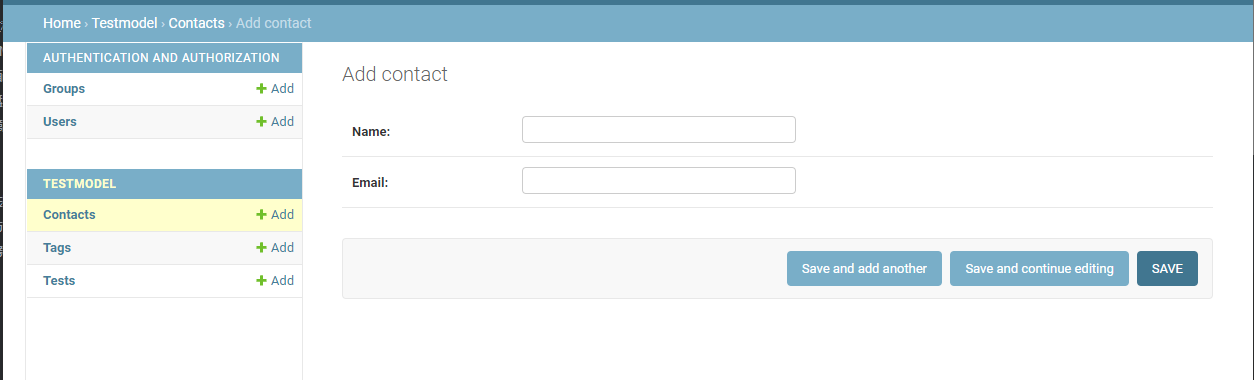 Home › Testmodel › Contacts › Add contact
AUTHENTICATION AND AUTHORIZATION
Groups + Add
Users + Add
TESTMODEL
Contacts + Add
Tags + Add
Tests + Add
Add contact
Name:
Email:
Save and add another Save and continue editing SAVE